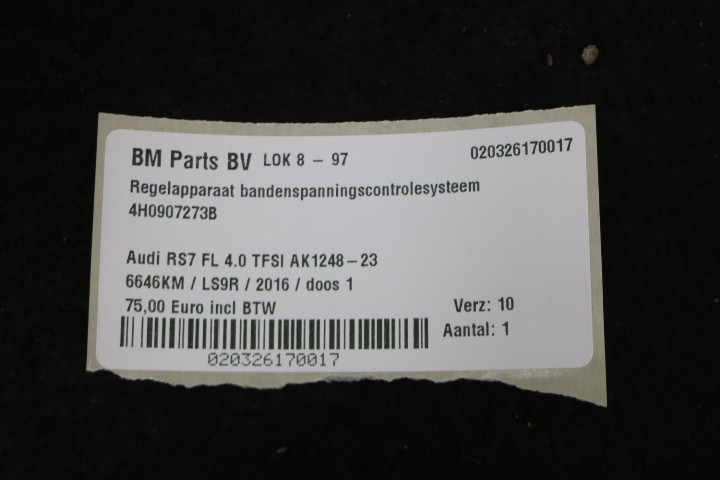 BM Parts BV LOK 8 - 97 020326170017
Regelapparaat bandenspanningscontrolesysteem
4H0907273B
Audi RS7 FL 4.0 TFSI AK1248-23
6646KM / LS9R / 2016 / doos 1
75,00 Euro incl BTW Verz: 10
Aantal: 1
020326170017